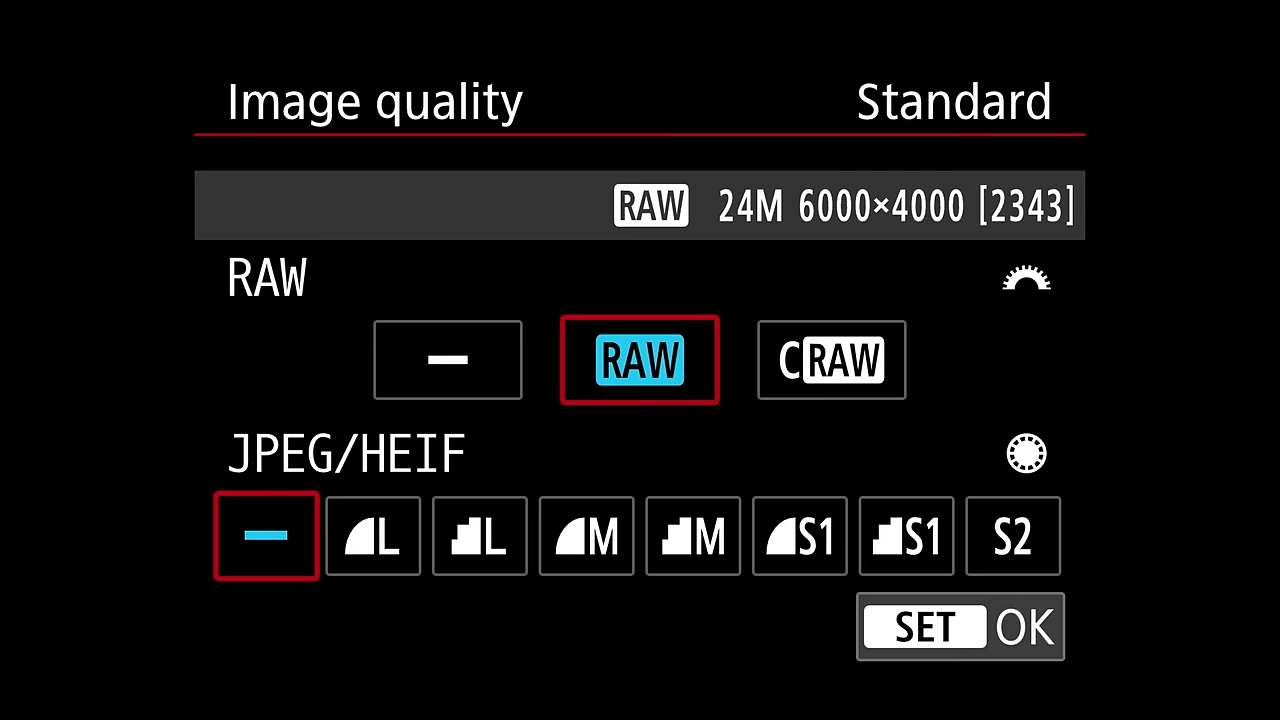 Image quality Standard
RAW 24M 6000×4000 [2343]
RAW
— RAW CRAW
JPEG/HEIF
— L L M M S1 S1 S2
SET OK